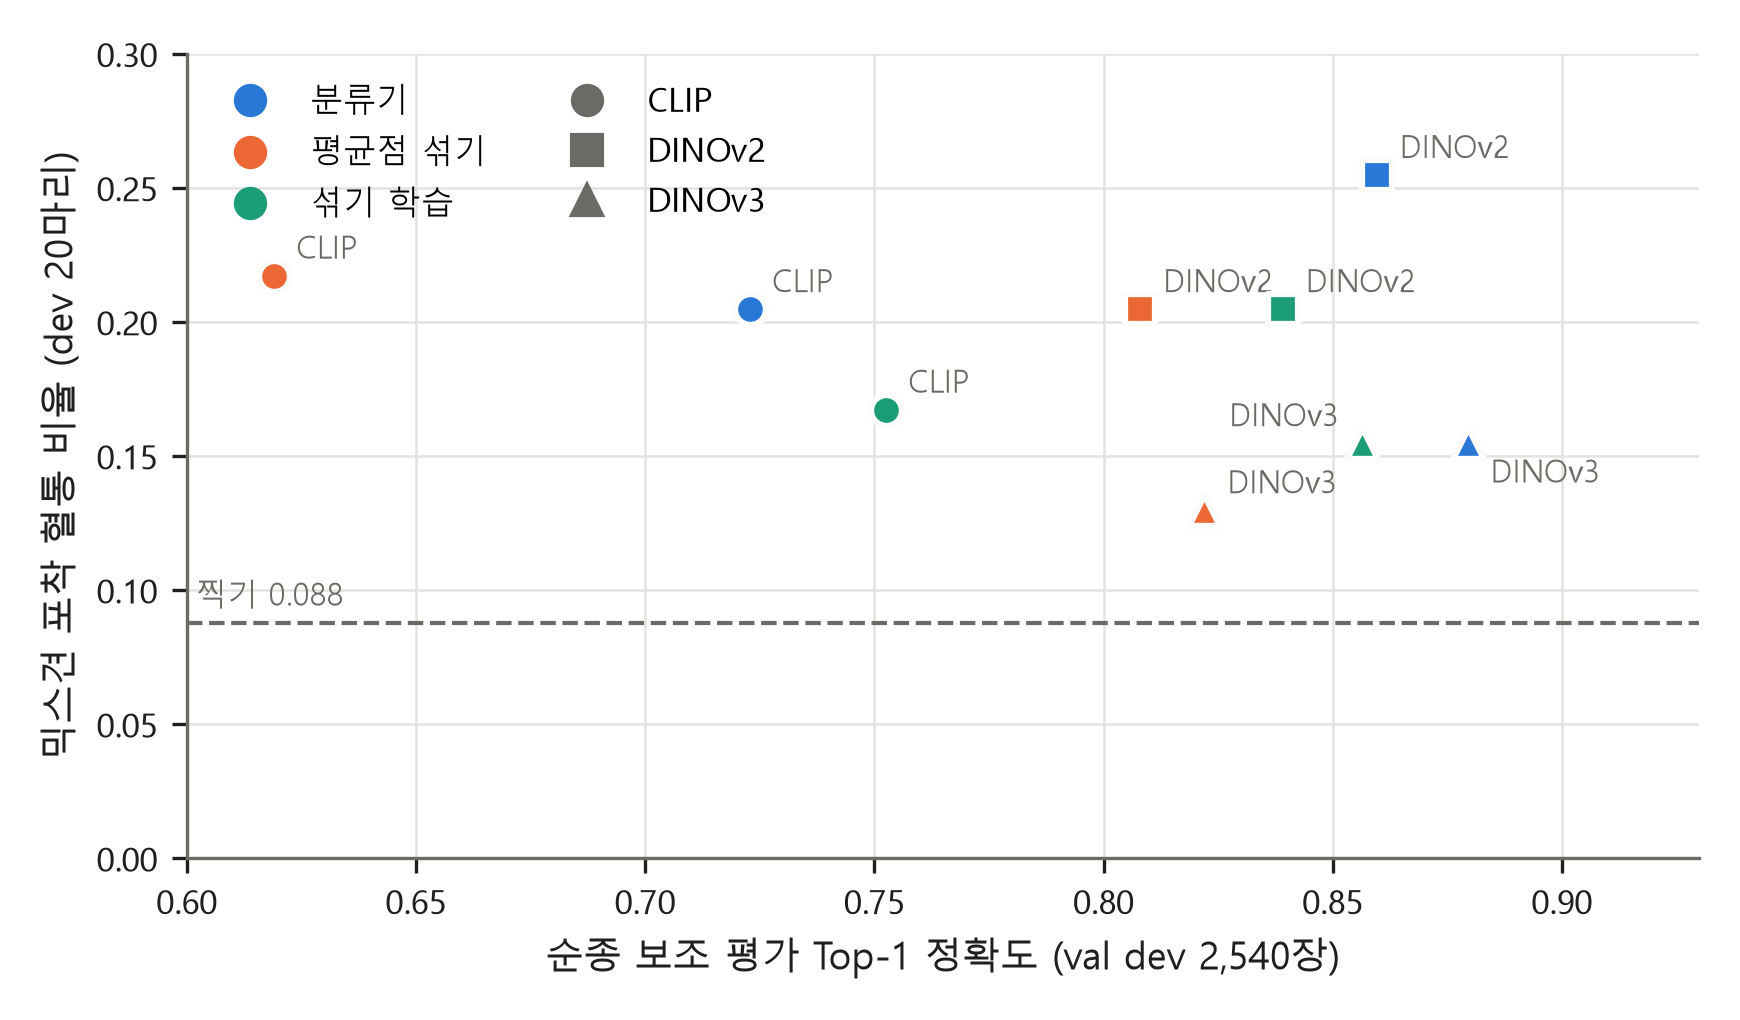 믹스견 포착 혈통 비율 (dev 20마리)
0.30
0.25
0.20
0.15
0.10
0.05
0.00
분류기
평균점 섞기
섞기 학습
CLIP
DINOv2
DINOv3
DINOv2
CLIP
CLIP
DINOv2
DINOv2
CLIP
DINOv3
DINOv3
DINOv3
찍기 0.088
0.60
0.65
0.70
0.75
0.80
0.85
0.90
순종 보조 평가 Top-1 정확도 (val dev 2,540장)